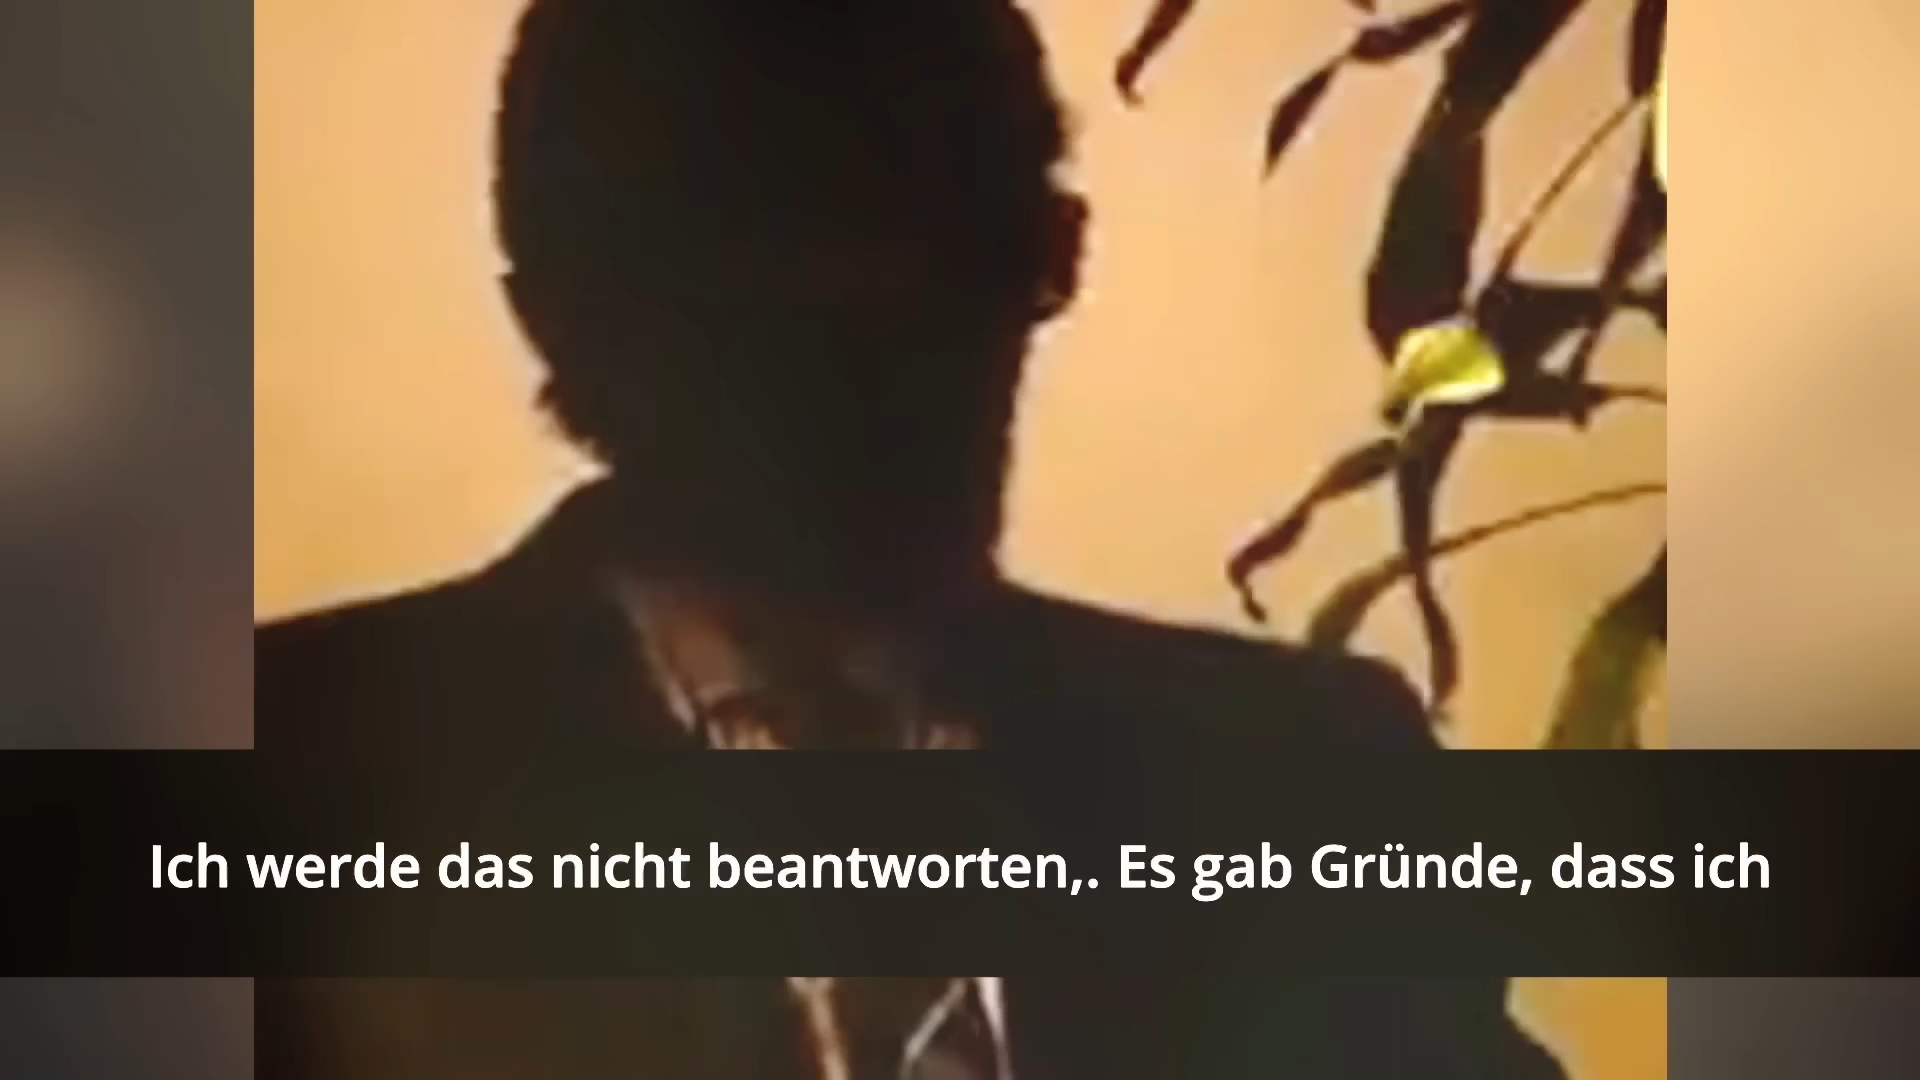 Ich werde das nicht beantworten,. Es gab Gründe, dass ich